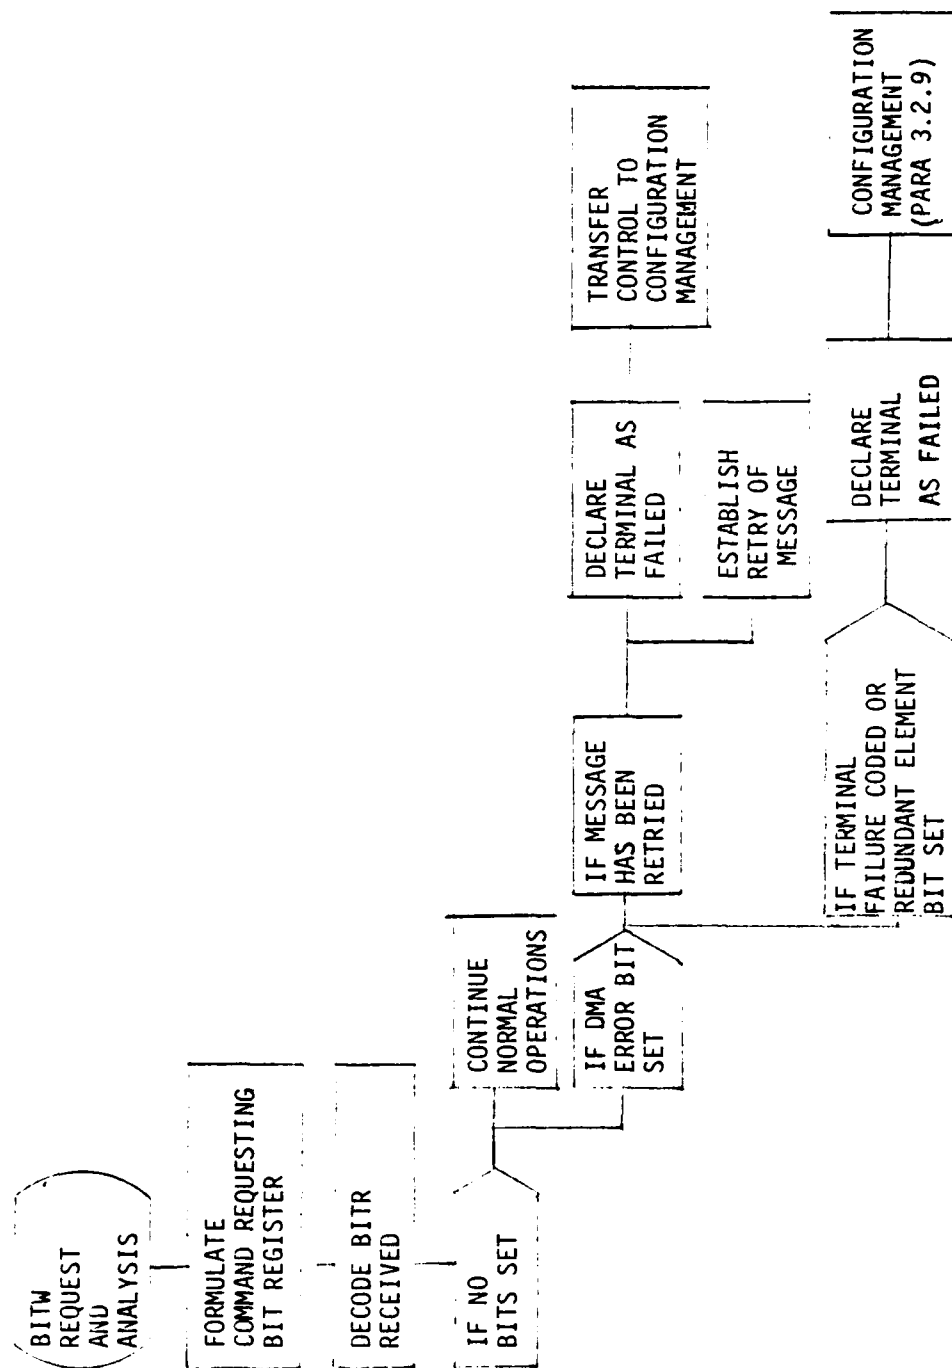 BITW
REQUEST
AND
ANALYSIS
FORMULATE
COMMAND REQUESTING
BIT REGISTER
DECODE BITR
RECEIVED
IF NO
BITS SET
CONTINUE
NORMAL
OPERATIONS
IF DMA
ERROR BIT
SET
IF MESSAGE
HAS BEEN
RETRIED
DECLARE
TERMINAL AS
FAILED
TRANSFER
CONTROL TO
CONFIGURATION
MANAGEMENT
ESTABLISH
RETRY OF
MESSAGE
IF TERMINAL
FAILURE CODED OR
REDUNDANT ELEMENT
BIT SET
DECLARE
TERMINAL
AS FAILED
CONFIGURATION
MANAGEMENT
(PARA 3.2.9)